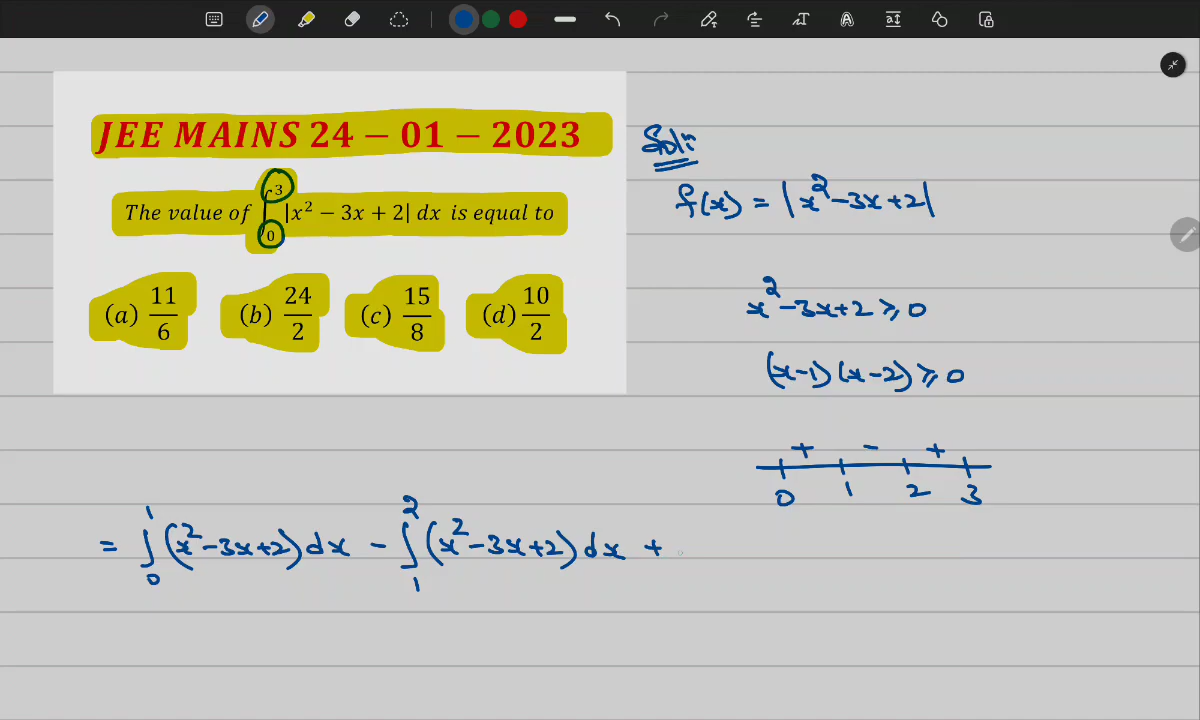 JEE MAINS 24 – 01 – 2023
The value of ∫₀³ |x² − 3x + 2| dx is equal to
(a) 11/6 (b) 24/2 (c) 15/8 (d) 10/2
Soln
f(x) = |x² - 3x + 2|
x² - 3x + 2 ⩾ 0
(x - 1) (x - 2) ⩾ 0
+ - +
0 1 2 3
= ∫₀¹ (x² - 3x + 2) dx - ∫₁² (x² - 3x + 2) dx +